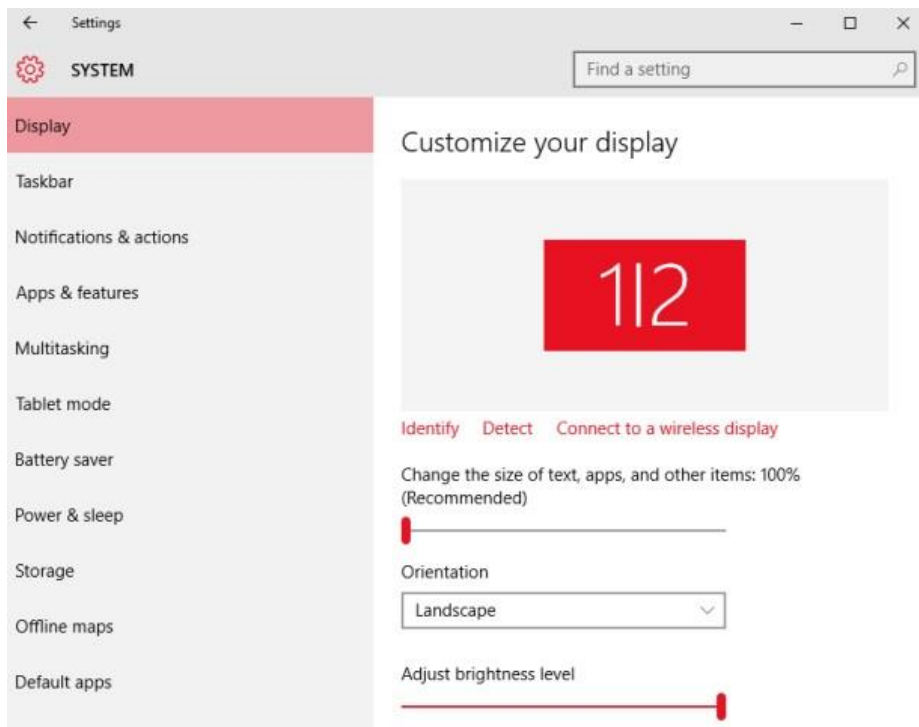 Settings
SYSTEM
Find a setting
Display
Taskbar
Notifications & actions
Apps & features
Multitasking
Tablet mode
Battery saver
Power & sleep
Storage
Offline maps
Default apps
Customize your display
1|2
Identify Detect Connect to a wireless display
Change the size of text, apps, and other items: 100%
(Recommended)
Orientation
Landscape
Adjust brightness level